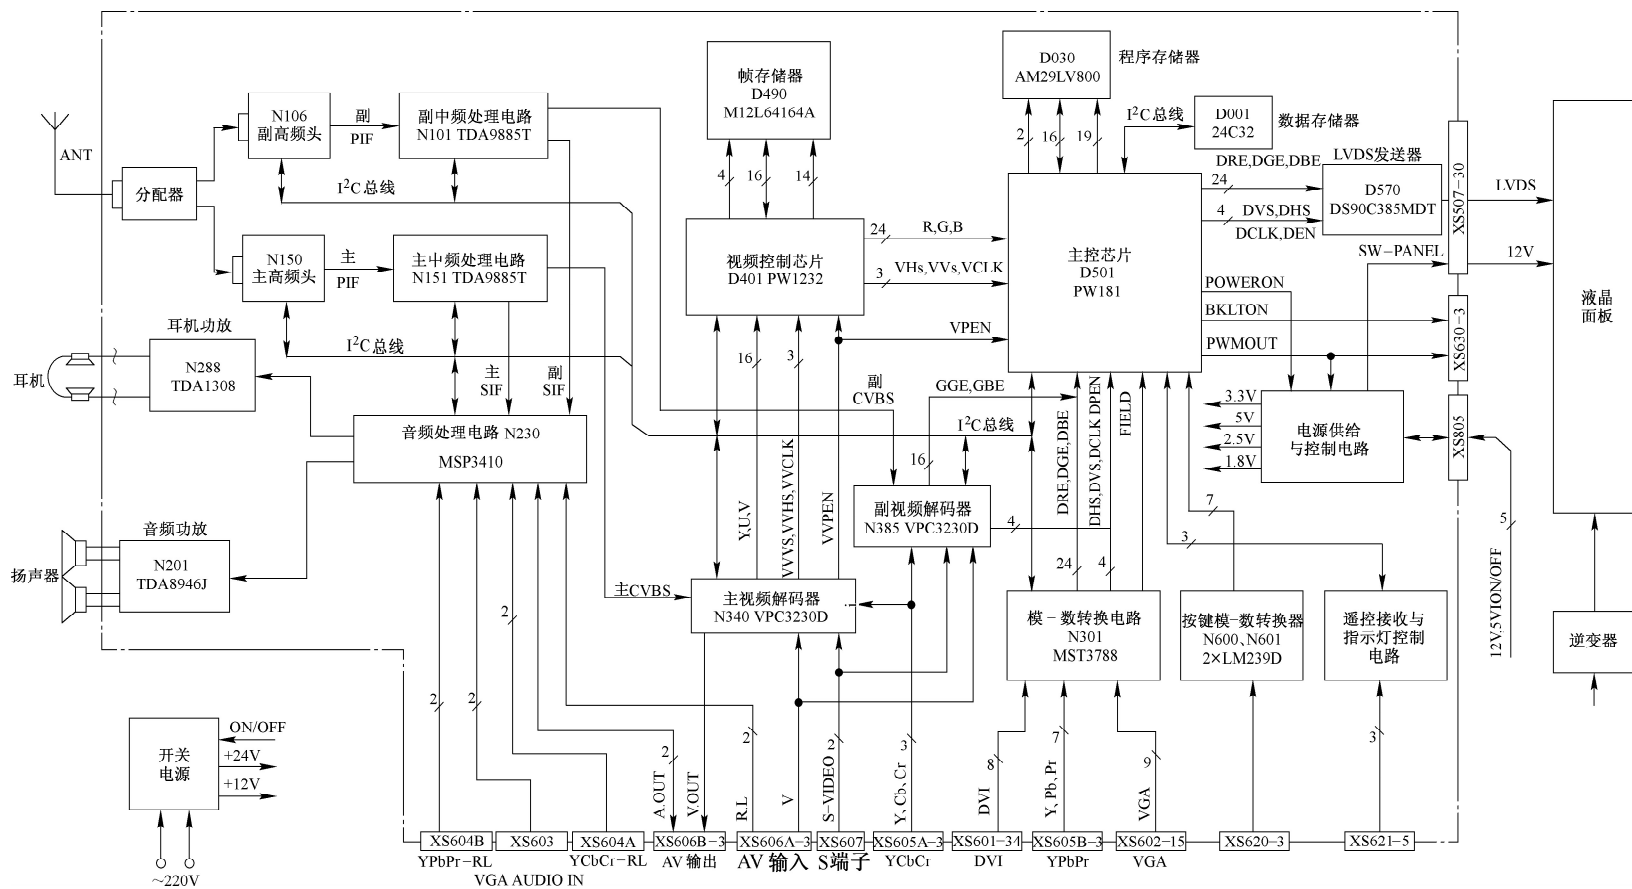 帧存储器
D490
M12L64164A
D030
AM29LV800
程序存储器
I²C总线
D001
24C32
数据存储器
2
16
19
N106
副高频头
副
PIF
副中频处理电路
N101 TDA9885T
ANT
分配器
I²C总线
4
16
14
DRE,DGE,DBE
24
4
DVS,DHS
DCLK,DEN
LVDS发送器
D570
DS90C385MDT
XS507-30
LVDS
SW-PANEL
12V
N150
主高频头
主
PIF
主中频处理电路
N151 TDA9885T
视频控制芯片
D401 PW1232
24
R,G,B
3
VHs,VVs,VCLK
主控芯片
D501
PW181
POWERON
BKLTON
PWMOUT
XS630-3
液晶
面板
耳机功放
N288
TDA1308
耳机
I²C总线
主
SIF
副
SIF
16
3
VPEN
副
CVBS
GGE,GBE
I²C总线
DRE,DGE,DBE
DHS,DVS,DCLK DPEN
FIELD
3.3V
5V
2.5V
1.8V
电源供给
与控制电路
XS805
音频处理电路 N230
MSP3410
16
副视频解码器
N385 VPC3230D
4
7
3
5
12V.5VION/OFF
音频功放
N201
TDA8946J
扬声器
Y.U.V
VVVS,VVHS,VVCLK
VVPEN
24
4
主CVBS
主视频解码器
N340 VPC3230D
模-数转换电路
N301
MST3788
按键模-数转换器
N600、N601
2×LM239D
遥控接收与
指示灯控制
电路
逆变器
2
2
2
2
2
2
3
8
7
9
3
开关
电源
ON/OFF
+24V
+12V
~220V
A.OUT
V.OUT
R.L
V
S-VIDEO
Y、Cb、Cr
DVI
Y、Pb、Pr
VGA
XS604B
XS603
XS604A
XS606B-3
XS606A-3
XS607
XS605A-3
XS601-34
XS605B-3
XS602-15
XS620-3
XS621-5
YPbPr-RL
YCbCr-RL
AV 输出
AV 输入
S端子
YCbCr
DVI
YPbPr
VGA
VGA AUDIO IN